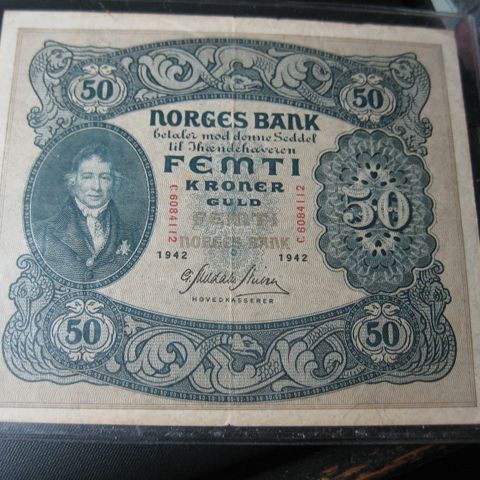 50
50
NORGES BANK
betaler mod denne Seddel
til Ihændehaveren
FEMTI
KRONER
GULD
FEMTI
NORGES BANK
C 6084112
C 6084112
50
1942
1942
HOVEDKASSERER
50
50